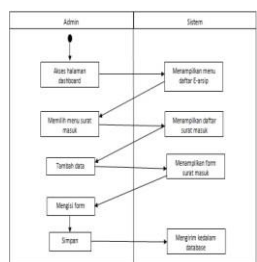 Admin
Sistem
Akses halaman
dashboard
Menampilkan menu
daftar E-arsip
Memilih menu surat
masuk
Menampilkan daftar
surat masuk
Tambah data
Menampilkan form
surat masuk
Mengisi form
Simpan
Mengirim kedalam
database